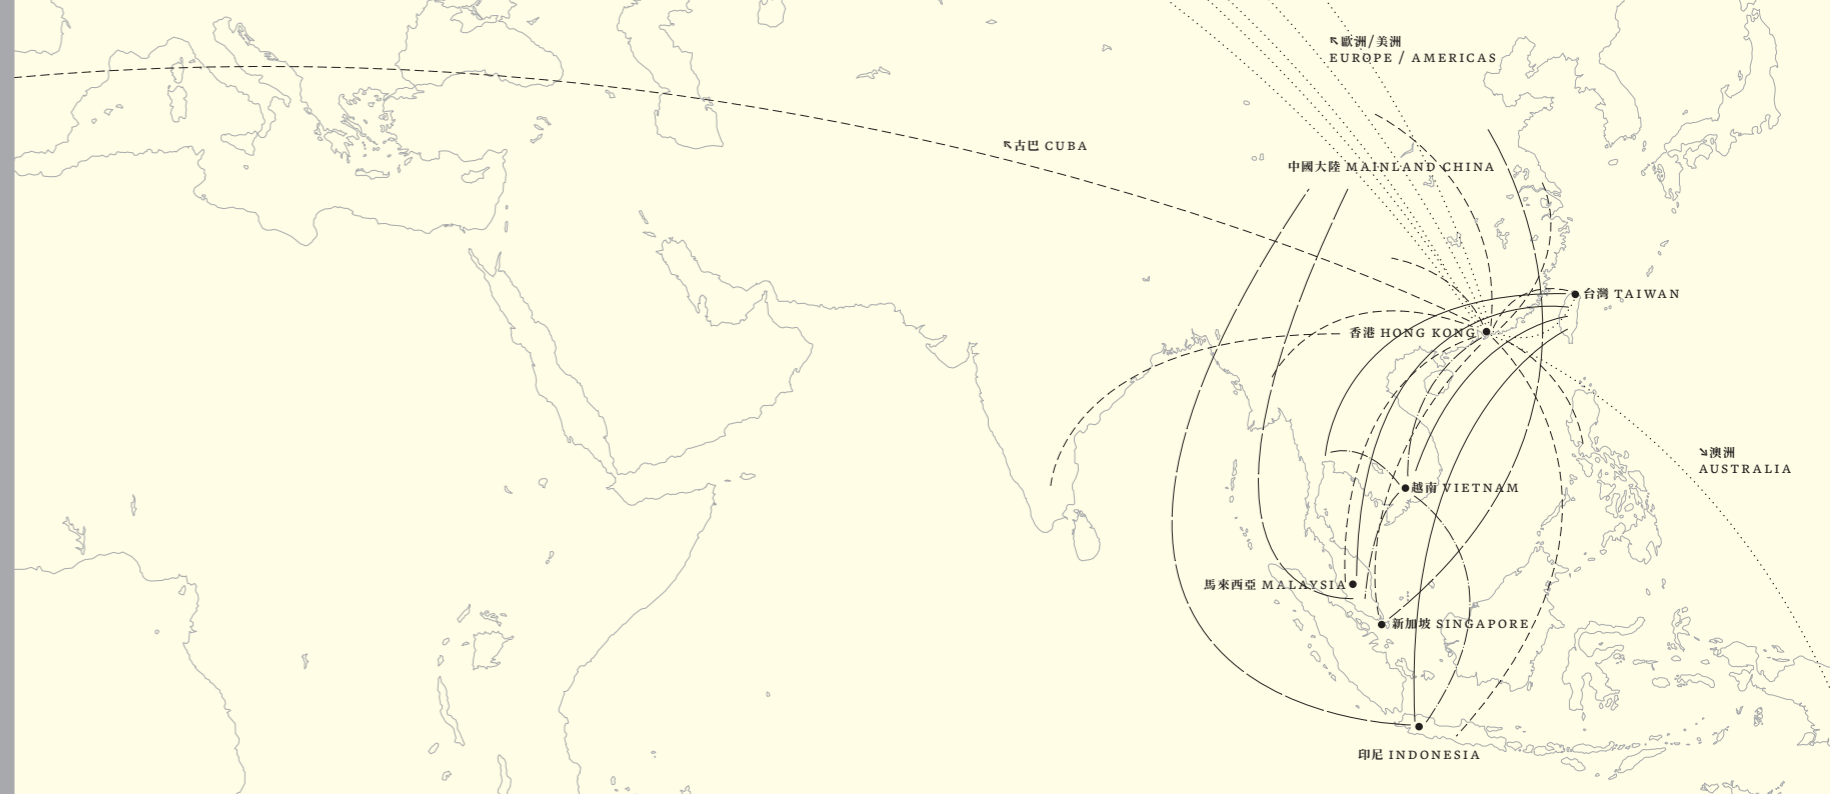 ↖歐洲/美洲
EUROPE / AMERICAS
↖古巴 CUBA
中國大陸 MAINLAND CHINA
台灣 TAIWAN
香港 HONG KONG
↘澳洲
AUSTRALIA
越南 VIETNAM
馬來西亞 MALAYSIA
新加坡 SINGAPORE
印尼 INDONESIA